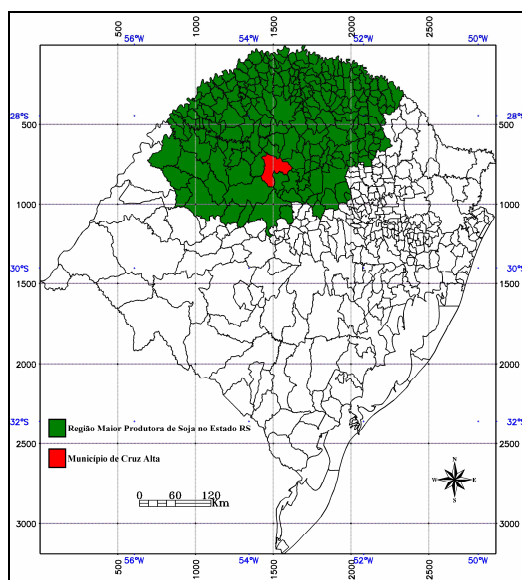 500 1000 1500 2000 2500
56°W 54°W 52°W 50°W
28°S
500 500
1000 1000
30°S 30°S
1500 1500
2000 2000
Região Maior Produtora de Soja no Estado RS
32°S 32°S
2500 2500
Município de Cruz Alta
N
W E
S
0 60 120
Km
3000 3000
56°W 54°W 52°W 50°W
500 1000 1500 2000 2500